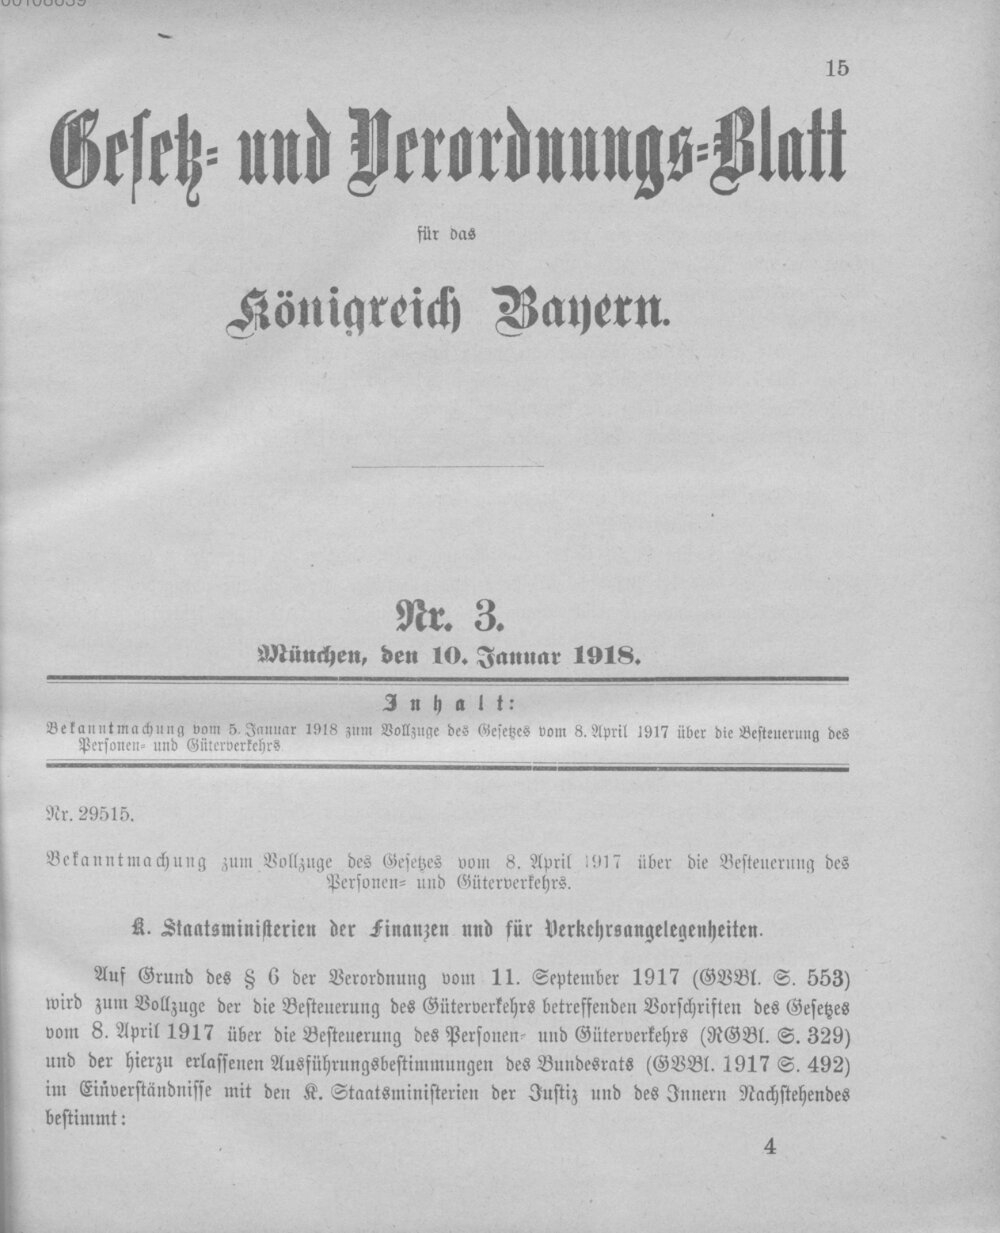 00108839
15
Gesetz- und Verordnungs-Blatt
für das
Königreich Bayern.
Nr. 3.
München, den 10. Januar 1918.
Inhalt:
Bekanntmachung vom 5. Januar 1918 zum Vollzuge des Gesetzes vom 8. April 1917 über die Besteuerung des
Personen- und Güterverkehrs
Nr. 29515.
Bekanntmachung zum Vollzuge des Gesetzes vom 8. April 1917 über die Besteuerung des
Personen- und Güterverkehrs.
K. Staatsministerien der Finanzen und für Verkehrsangelegenheiten.
Auf Grund des § 6 der Verordnung vom 11. September 1917 (GVBl. S. 553)
wird zum Vollzuge der die Besteuerung des Güterverkehrs betreffenden Vorschriften des Gesetzes
vom 8. April 1917 über die Besteuerung des Personen- und Güterverkehrs (RGBl. S. 329)
und der hierzu erlassenen Ausführungsbestimmungen des Bundesrats (GVBl. 1917 S. 492)
im Einverständnisse mit den K. Staatsministerien der Justiz und des Innern Nachstehendes
bestimmt:
4